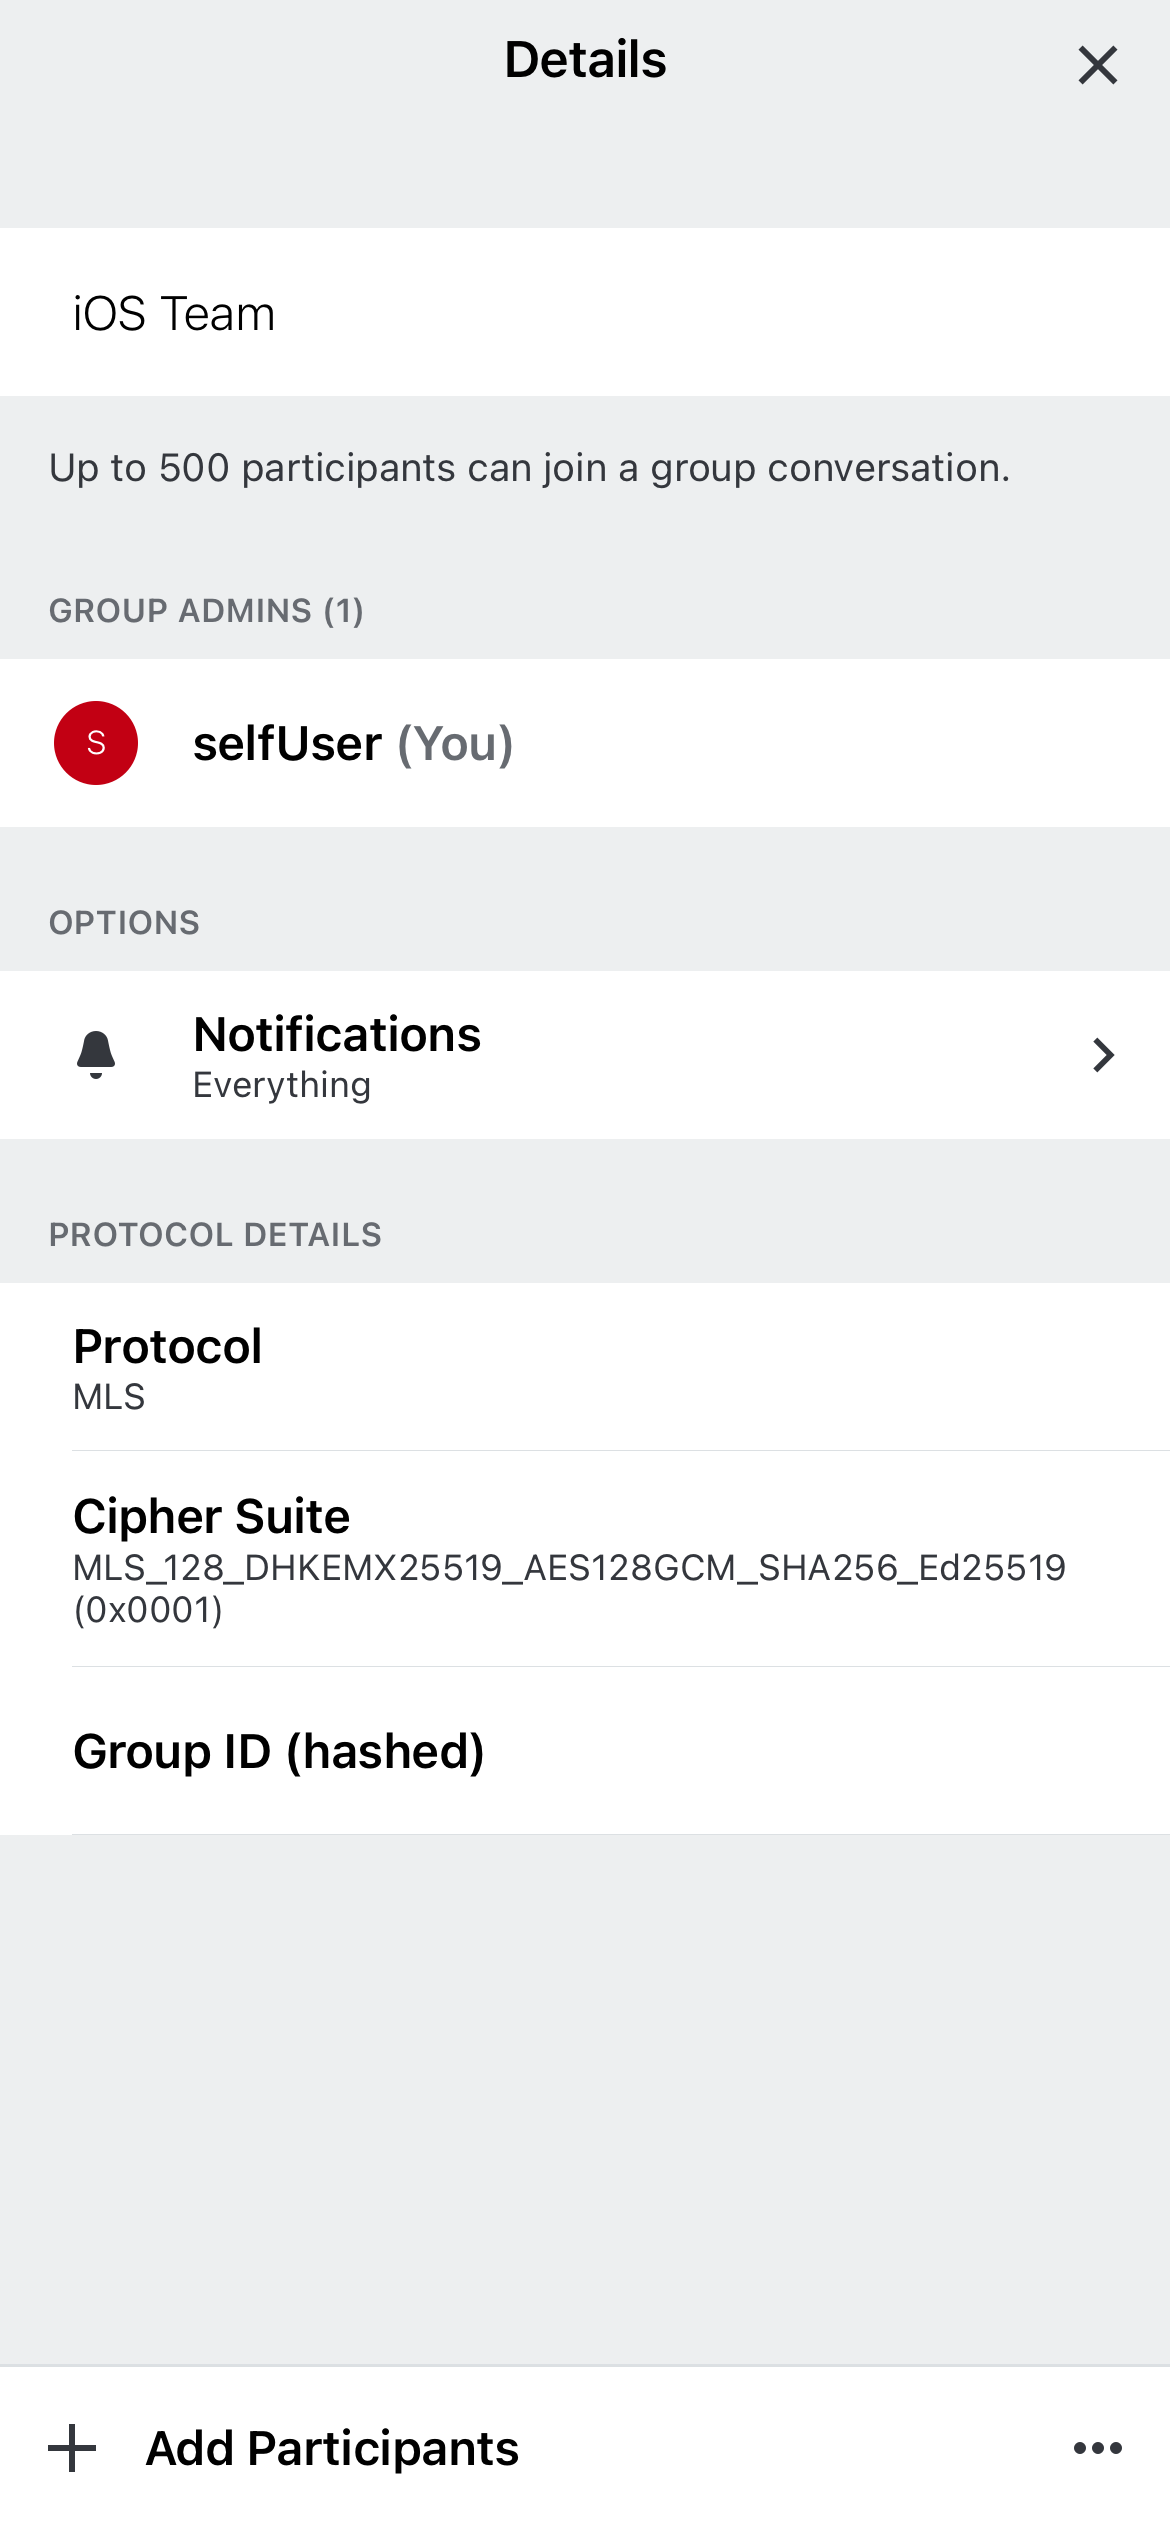 Details
iOS Team
Up to 500 participants can join a group conversation.
GROUP ADMINS (1)
S
selfUser (You)
OPTIONS
Notifications
Everything
PROTOCOL DETAILS
Protocol
MLS
Cipher Suite
MLS_128_DHKEMX25519_AES128GCM_SHA256_Ed25519
(0x0001)
Group ID (hashed)
Add Participants